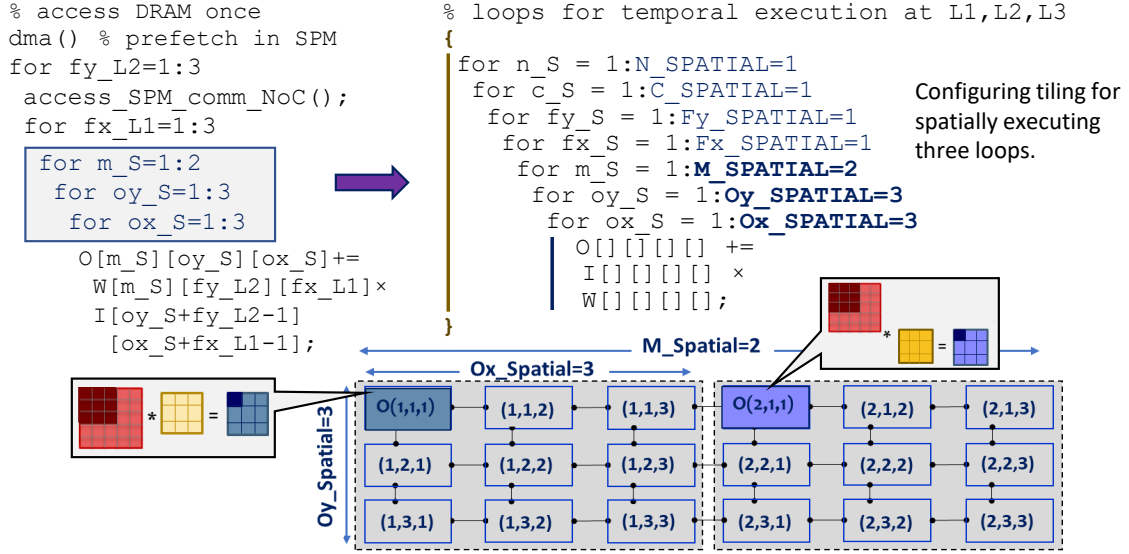 % access DRAM once
dma() % prefetch in SPM
for fy_L2=1:3
access_SPM_comm_NoC();
for fx_L1=1:3
for m_S=1:2
for oy_S=1:3
for ox_S=1:3
O[m_S][oy_S][ox_S]+=
W[m_S][fy_L2][fx_L1]×
I[oy_S+fy_L2-1]
[ox_S+fx_L1-1];
% loops for temporal execution at L1,L2,L3
{
for n_S = 1:N_SPATIAL=1
for c_S = 1:C_SPATIAL=1
for fy_S = 1:Fy_SPATIAL=1
for fx_S = 1:Fx_SPATIAL=1
for m_S = 1:M_SPATIAL=2
for oy_S = 1:Oy_SPATIAL=3
for ox_S = 1:Ox_SPATIAL=3
O[][][][] +=
I[][][][] ×
W[][][][];
}
Configuring tiling for
spatially executing
three loops.
* =
M_Spatial=2
Ox_Spatial=3
Oy_Spatial=3
* =
O(1,1,1) (1,1,2) (1,1,3) O(2,1,1) (2,1,2) (2,1,3)
(1,2,1) (1,2,2) (1,2,3) (2,2,1) (2,2,2) (2,2,3)
(1,3,1) (1,3,2) (1,3,3) (2,3,1) (2,3,2) (2,3,3)